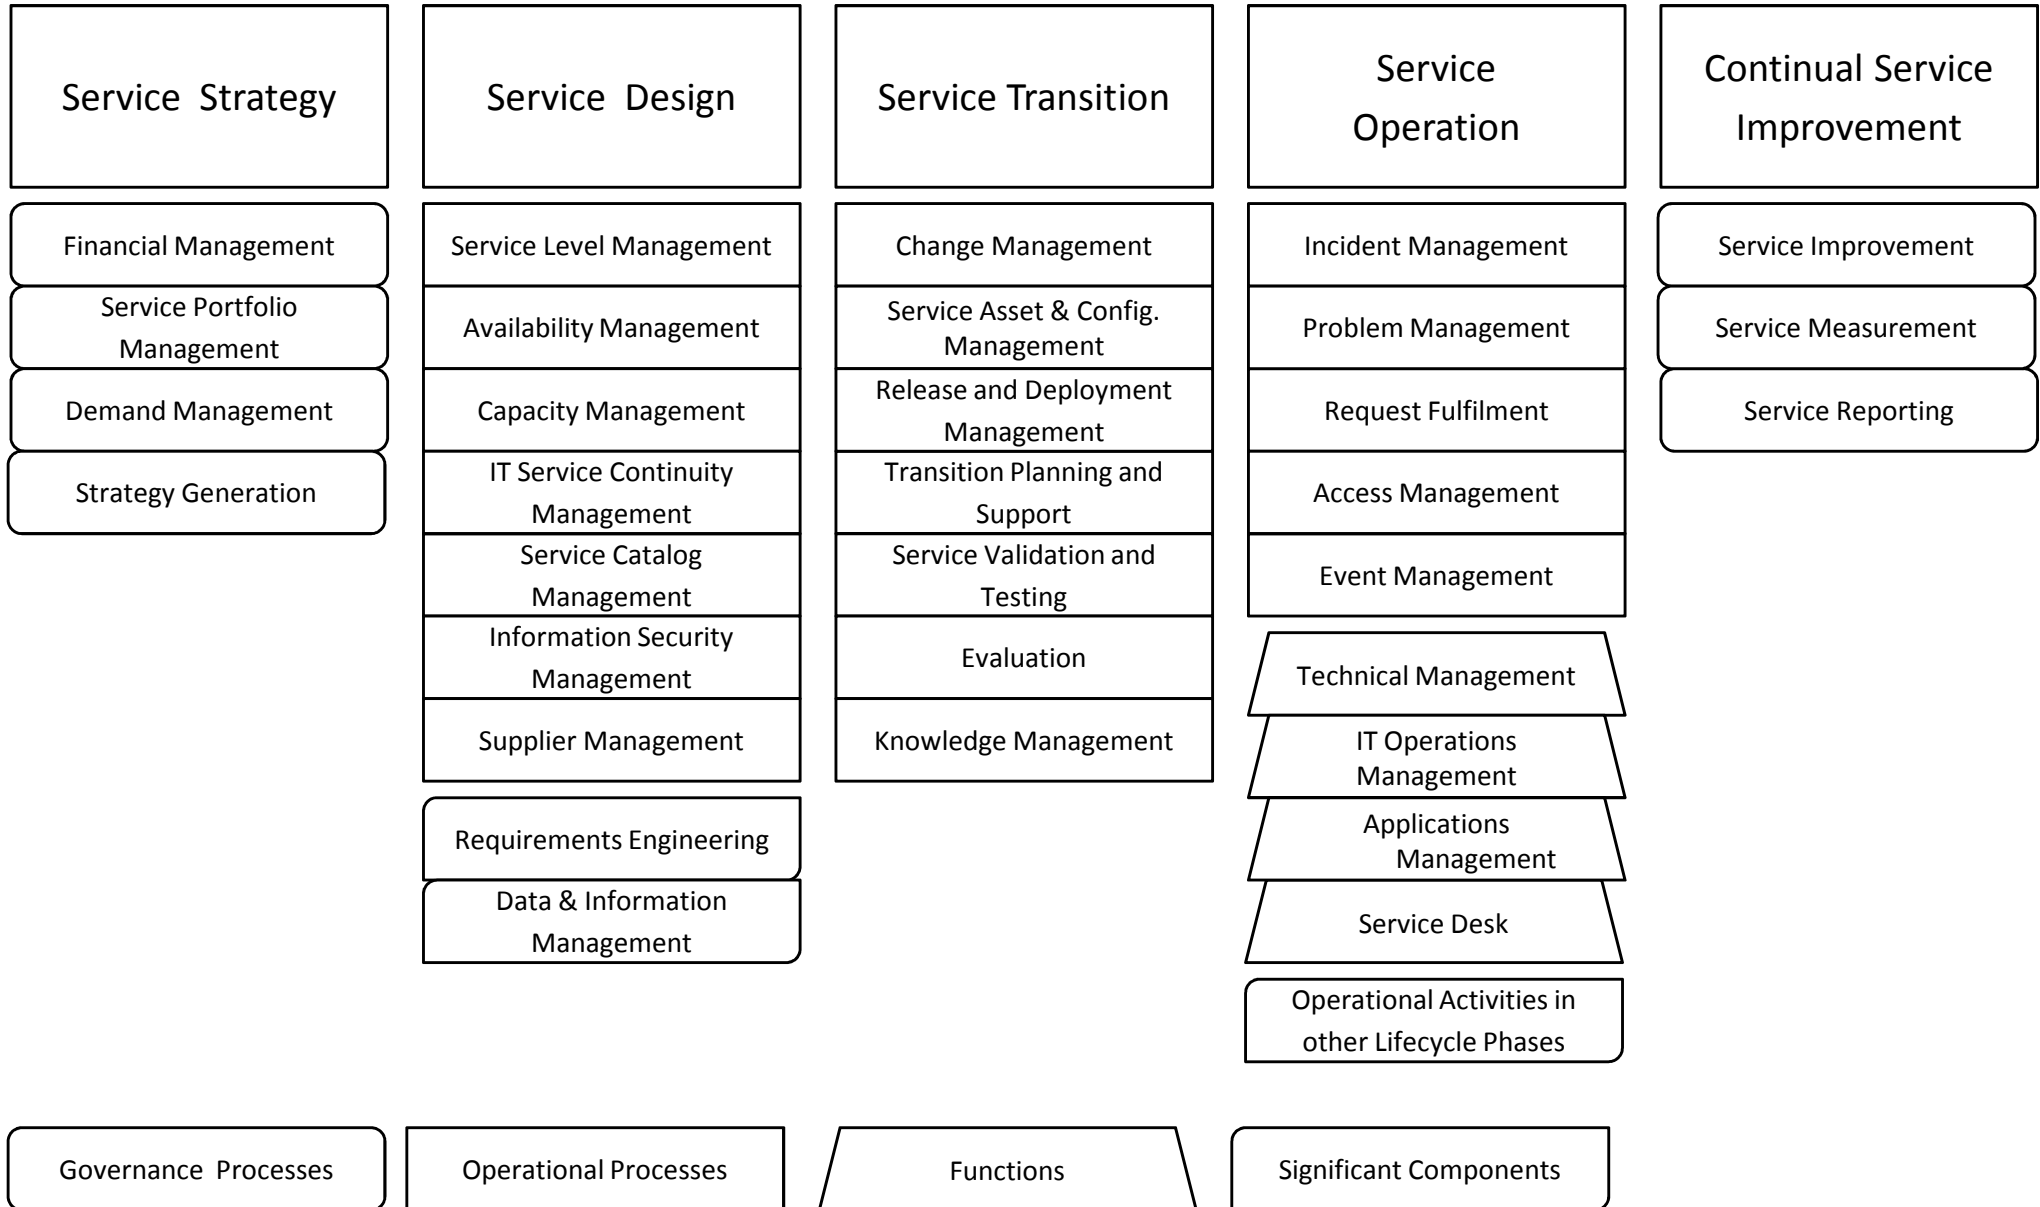 Service Strategy
Service Design
Service Transition
Service
Operation
Continual Service
Improvement
Financial Management
Service Portfolio
Management
Demand Management
Strategy Generation
Service Level Management
Availability Management
Capacity Management
IT Service Continuity
Management
Service Catalog
Management
Information Security
Management
Supplier Management
Requirements Engineering
Data & Information
Management
Change Management
Service Asset & Config.
Management
Release and Deployment
Management
Transition Planning and
Support
Service Validation and
Testing
Evaluation
Knowledge Management
Incident Management
Problem Management
Request Fulfilment
Access Management
Event Management
Technical Management
IT Operations
Management
Applications
Management
Service Desk
Operational Activities in
other Lifecycle Phases
Service Improvement
Service Measurement
Service Reporting
Governance Processes
Operational Processes
Functions
Significant Components